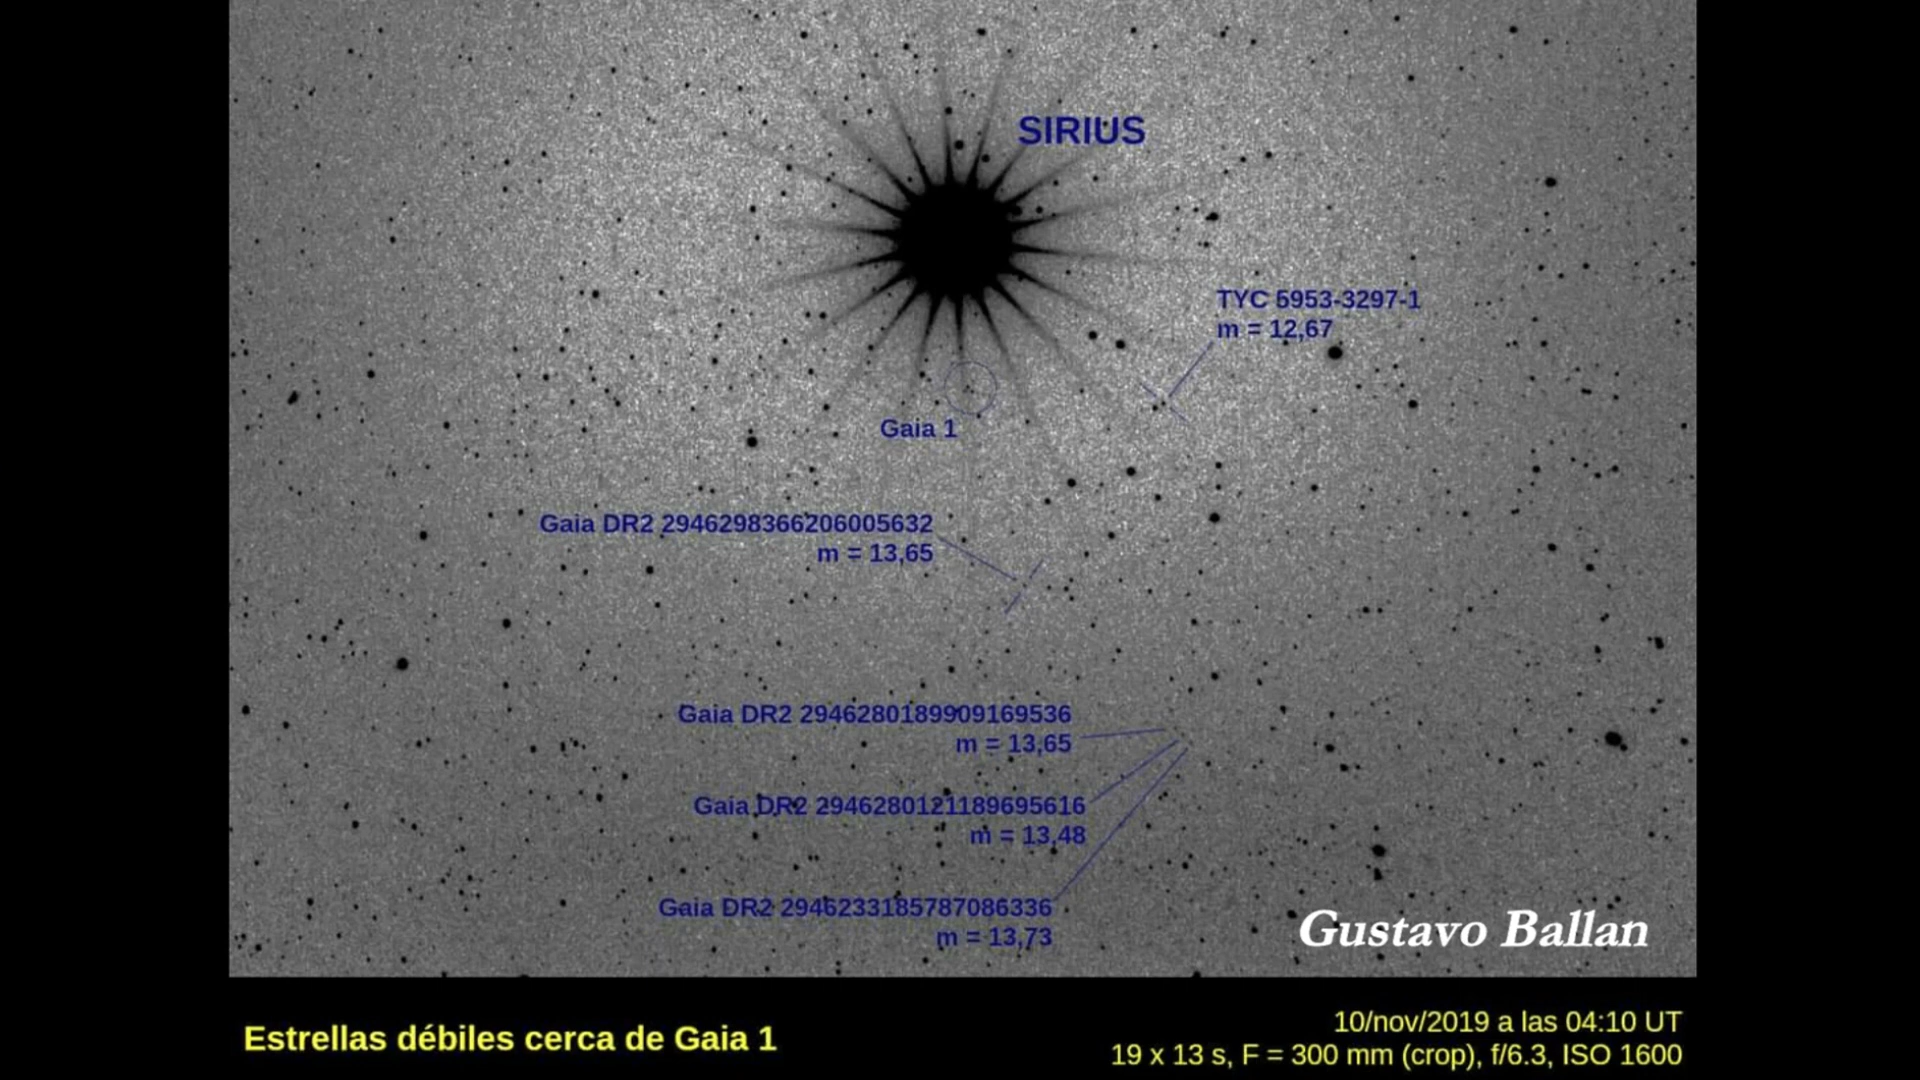 SIRIUS
TYC 5953-3297-1
m = 12,67
Gaia 1
Gaia DR2 2946298366206005632
m = 13,65
Gaia DR2 2946280189909169536
m = 13,65
Gaia DR2 2946280121189695616
m = 13,48
Gaia DR2 2946233185787086336
m = 13,73
Gustavo Ballan
Estrellas débiles cerca de Gaia 1
10/nov/2019 a las 04:10 UT
19 x 13 s, F = 300 mm (crop), f/6.3, ISO 1600